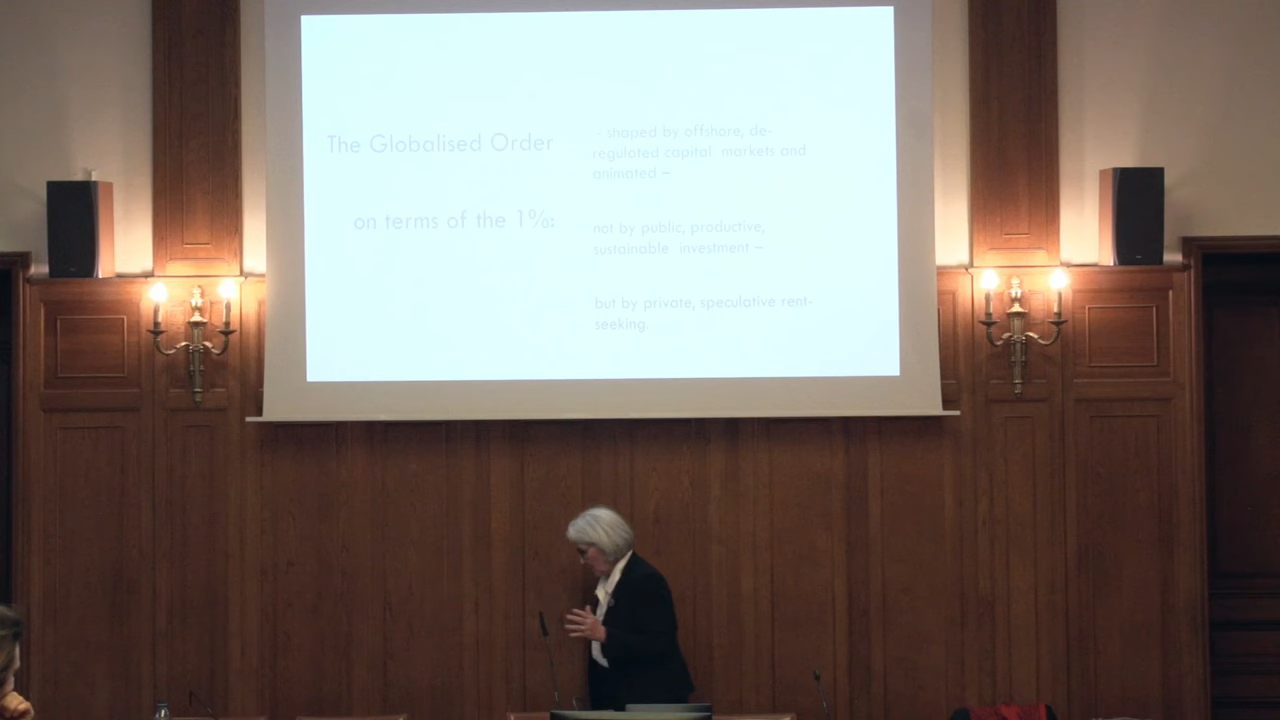 The Globalised Order
on terms of the 1%:
- shaped by offshore, de-
regulated capital markets and
animated –
not by public, productive,
sustainable investment –
but by private, speculative rent-
seeking.